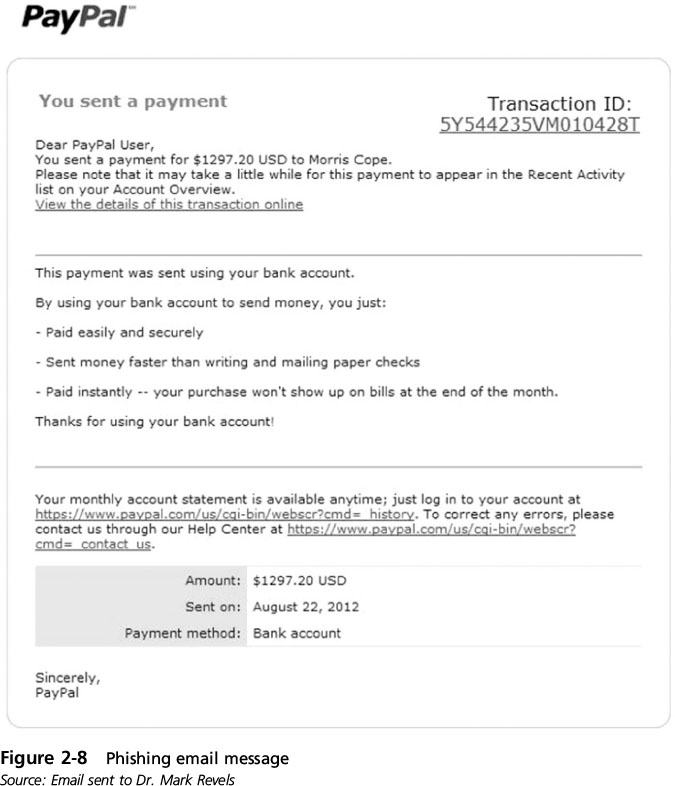 PayPal™
You sent a payment
Transaction ID:
5Y544235VM010428T
Dear PayPal User,
You sent a payment for $1297.20 USD to Morris Cope.
Please note that it may take a little while for this payment to appear in the Recent Activity
list on your Account Overview.
View the details of this transaction online
This payment was sent using your bank account.
By using your bank account to send money, you just:
- Paid easily and securely
- Sent money faster than writing and mailing paper checks
- Paid instantly -- your purchase won't show up on bills at the end of the month.
Thanks for using your bank account!
Your monthly account statement is available anytime; just log in to your account at
https://www.paypal.com/us/cgi-bin/webscr?cmd=_history. To correct any errors, please
contact us through our Help Center at https://www.paypal.com/us/cgi-bin/webscr?
cmd=_contact_us.
Amount: $1297.20 USD
Sent on: August 22, 2012
Payment method: Bank account
Sincerely,
PayPal
Figure 2-8 Phishing email message
Source: Email sent to Dr. Mark Revels